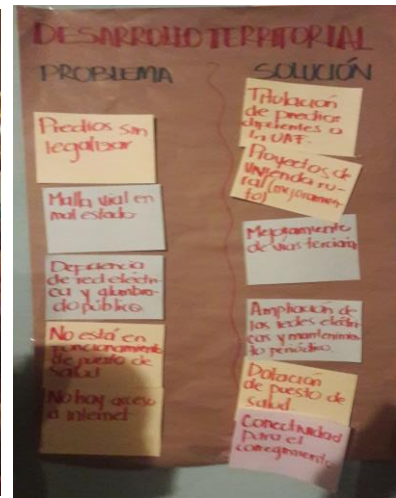 DESARROLLO TERRITORIAL
PROBLEMA
SOLUCIÓN
Predios sin
legalizar
Malla vial en
mal estado
Deficiencia
de red eléctri-
ca y alumbra-
do público
No está en
funcionamiento
de puesto de
salud
No hay acceso
a internet
Titulación
de predios
diferentes a
la UAF.
Proyectos de
vivienda ru-
ral (mejoramien-
to)
Mejoramiento
de vías terciaria
Ampliación de
las redes eléctri-
cas y mantenimien-
to periódico.
Dotación
de puesto de
salud.
Conectividad
para el
corregimiento